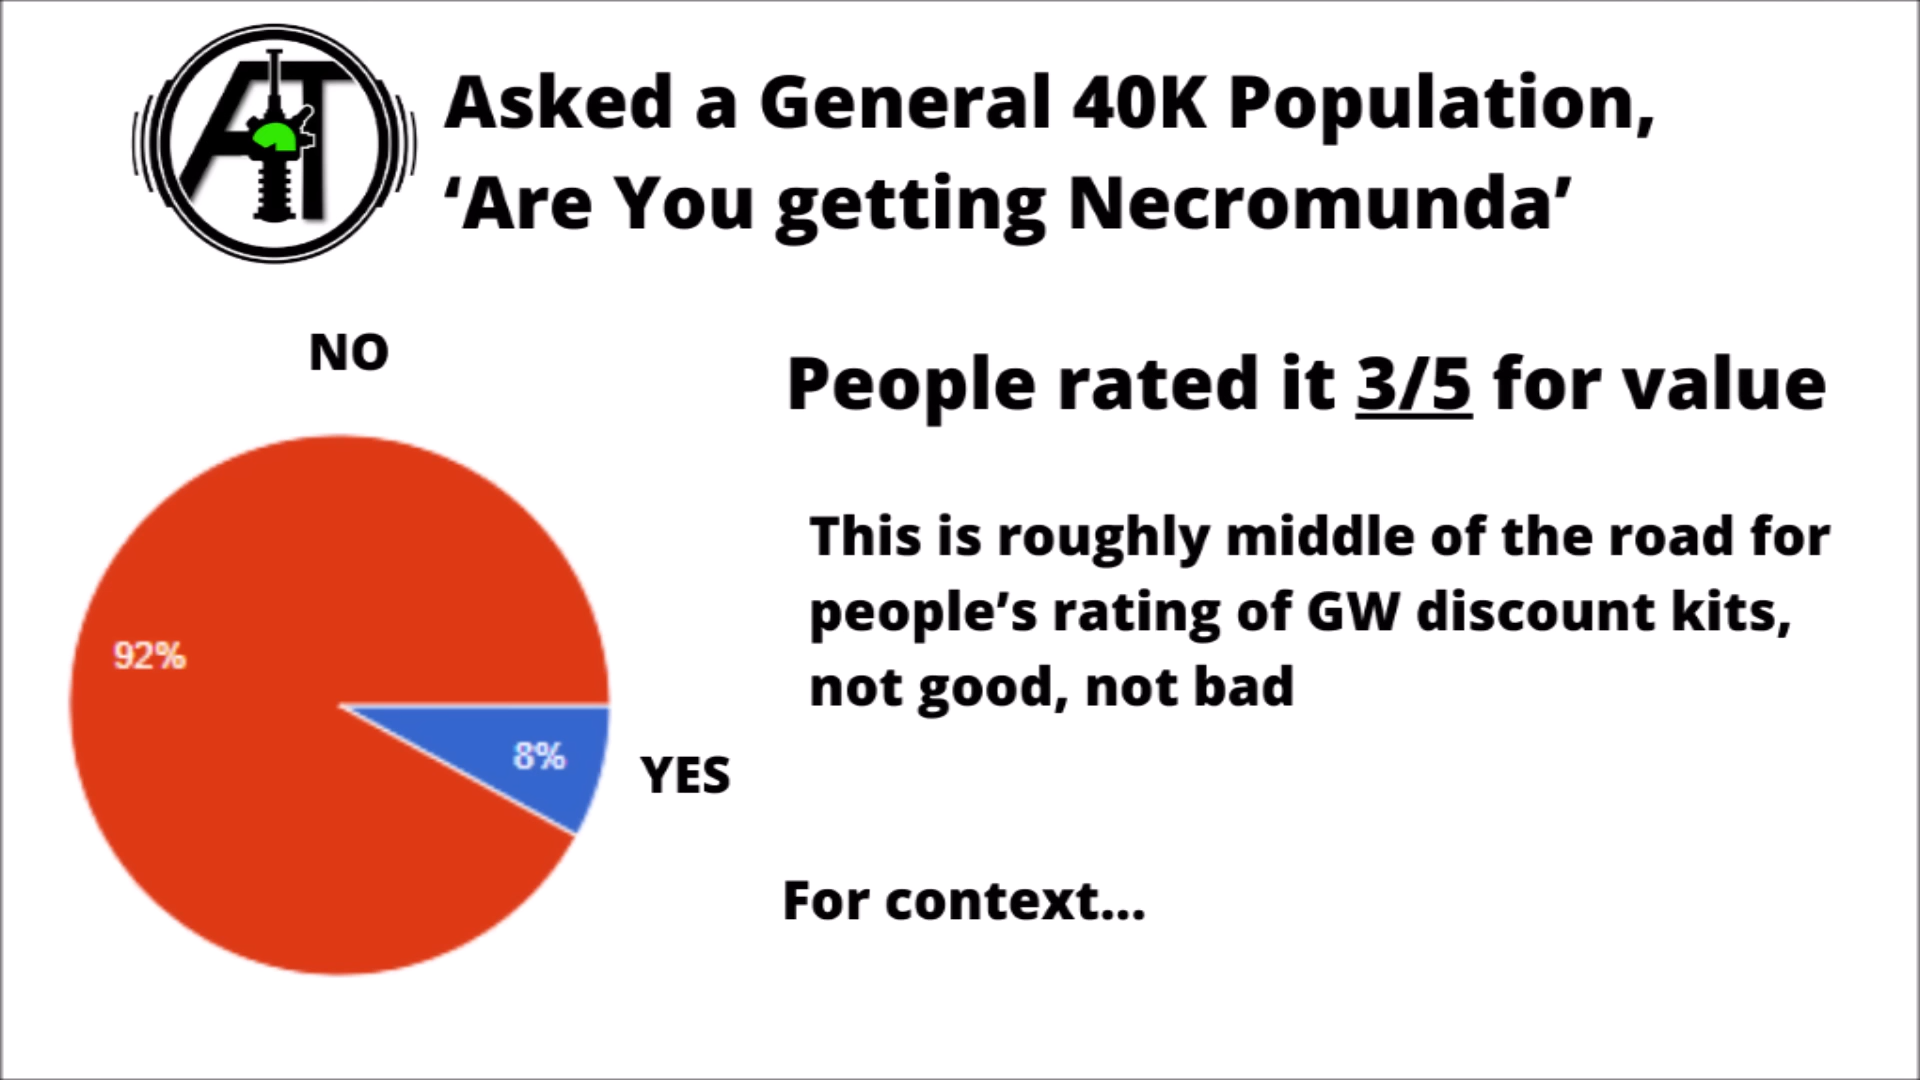 AT
Asked a General 40K Population,
‘Are You getting Necromunda’
NO
People rated it 3/5 for value
This is roughly middle of the road for
people’s rating of GW discount kits,
not good, not bad
92%
8%
YES
For context...